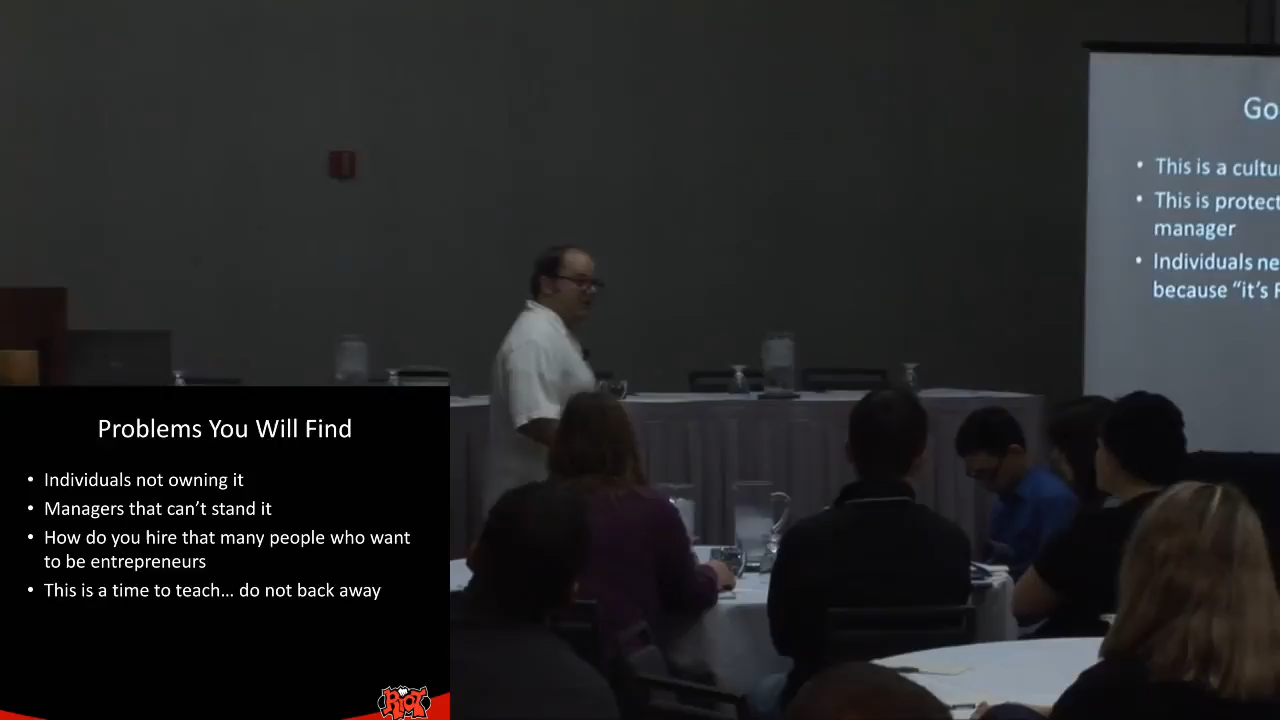 Problems You Will Find
• Individuals not owning it
• Managers that can’t stand it
• How do you hire that many people who want
to be entrepreneurs
• This is a time to teach… do not back away
RIOT
Go
• This is a cultu
• This is protect
manager
• Individuals ne
because “it’s